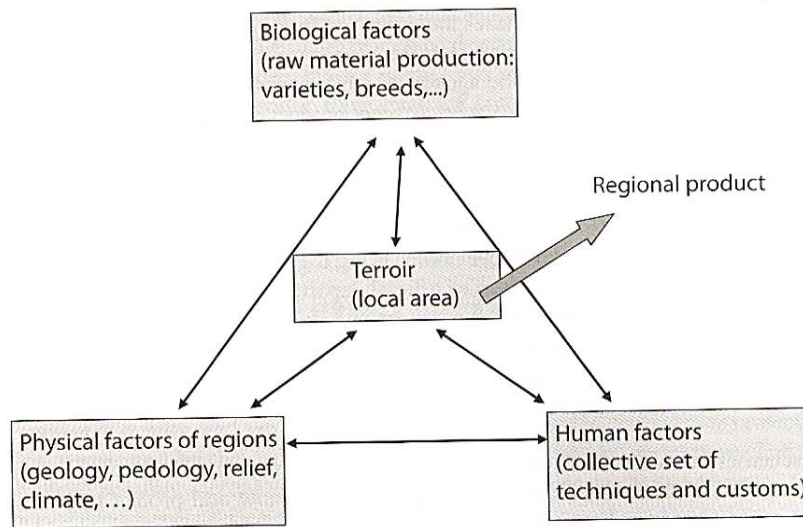 Biological factors
(raw material production:
varieties, breeds,...)
Regional product
Terroir
(local area)
Physical factors of regions
(geology, pedology, relief,
climate, ...)
Human factors
(collective set of
techniques and customs)